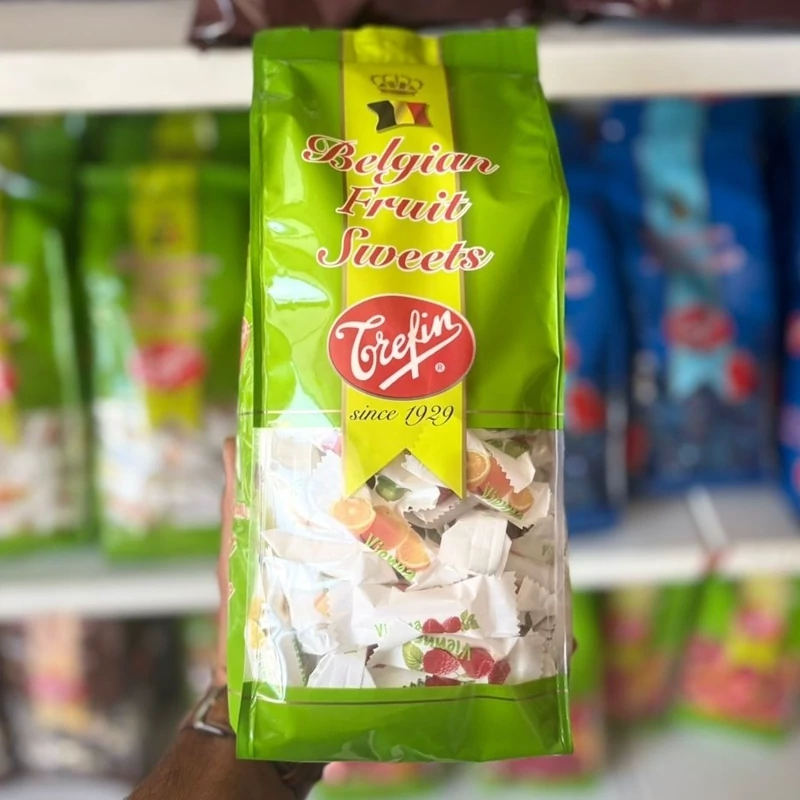 Belgian
Fruit
Sweets
Trefin
®
since 1929